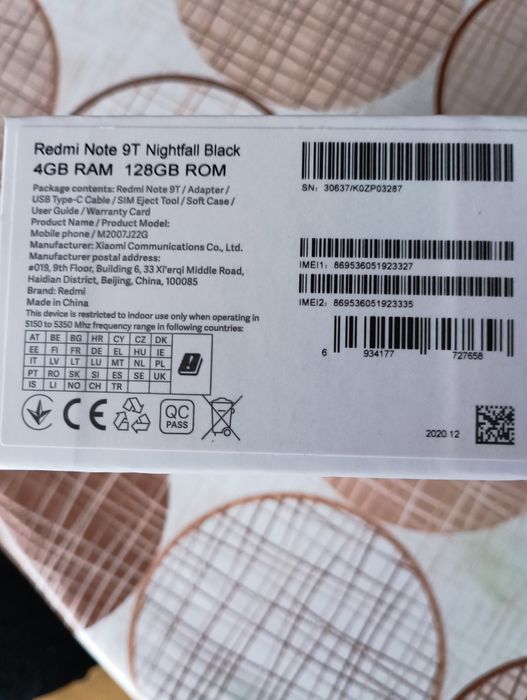 Redmi Note 9T Nightfall Black
4GB RAM 128GB ROM
Package contents: Redmi Note 9T / Adapter /
USB Type-C Cable / SIM Eject Tool / Soft Case /
User Guide / Warranty Card
Product Name / Product Model:
Mobile phone / M2007J22G
Manufacturer: Xiaomi Communications Co., Ltd.
Manufacturer postal address:
#019, 9th Floor, Building 6, 33 Xi'erqi Middle Road,
Haidian District, Beijing, China, 100085
Brand: Redmi
Made in China
This device is restricted to indoor use only when operating in
5150 to 5350 Mhz frequency range in following countries:
AT BE BG HR CY CZ DK
EE FI FR DE EL HU IE
IT LV LT LU MT NL PL
PT RO SK SI ES SE UK
IS LI NO CH TR
CE
QC
PASS
SN: 30637/K0ZP03287
IMEI1: 869536051923327
IMEI2: 869536051923335
6 934177 727658
2020.12